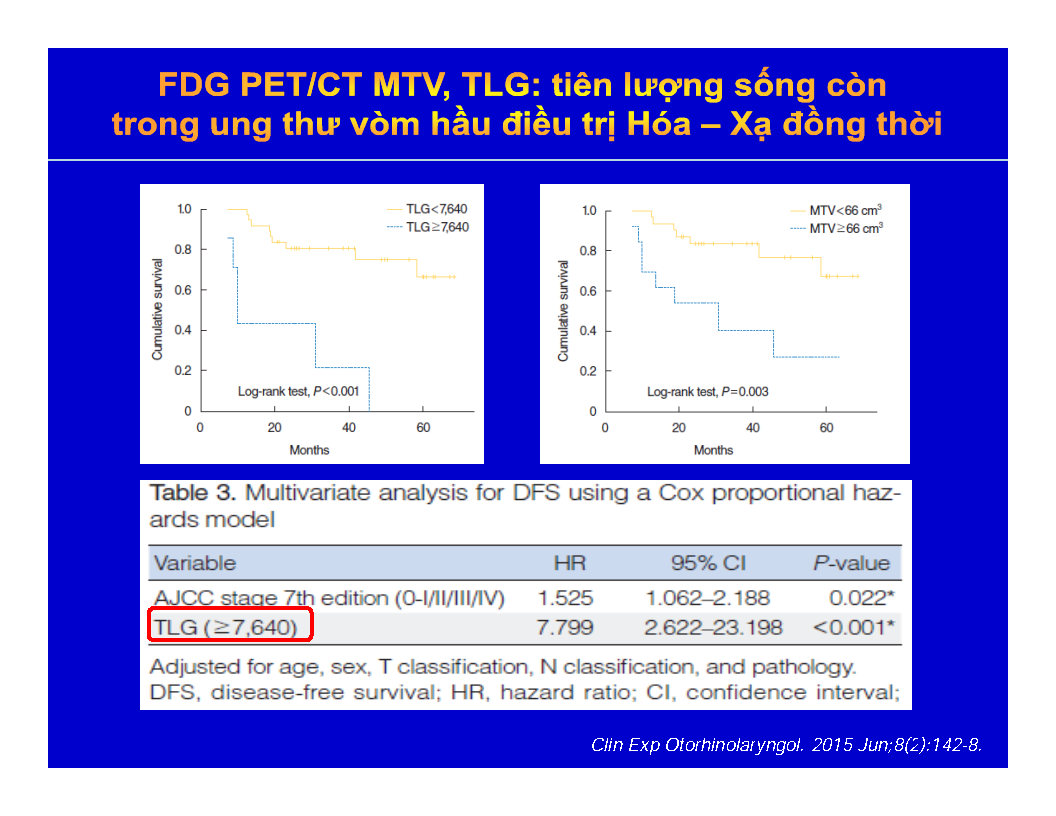 FDG PET/CT MTV, TLG: tiên lượng sống còn
trong ung thư vòm hầu điều trị Hóa – Xạ đồng thời
1.0
0.8
0.6
0.4
0.2
0
0
20
40
60
Cumulative survival
Months
TLG<7,640
TLG≥7,640
Log-rank test, P<0.001
1.0
0.8
0.6
0.4
0.2
0
0
20
40
60
Cumulative survival
Months
MTV<66 cm³
MTV≥66 cm³
Log-rank test, P=0.003
Table 3. Multivariate analysis for DFS using a Cox proportional haz-
ards model
Variable HR 95% CI P-value
AJCC stage 7th edition (0-I/II/III/IV) 1.525 1.062–2.188 0.022*
TLG (≥7,640) 7.799 2.622–23.198 <0.001*
Adjusted for age, sex, T classification, N classification, and pathology.
DFS, disease-free survival; HR, hazard ratio; CI, confidence interval;
Clin Exp Otorhinolaryngol. 2015 Jun;8(2):142-8.